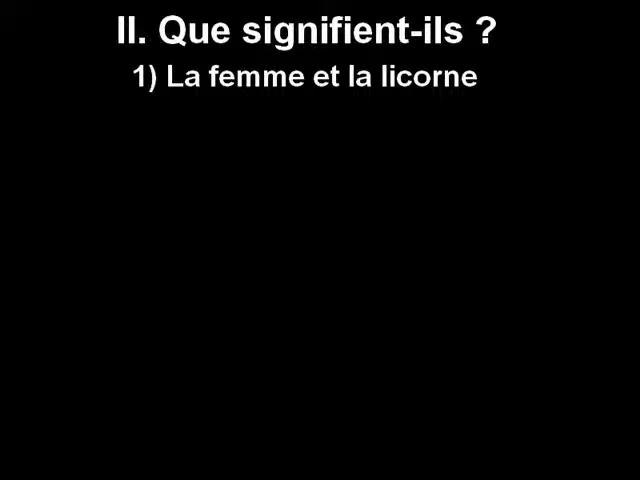 II. Que signifient-ils ?
1) La femme et la licorne